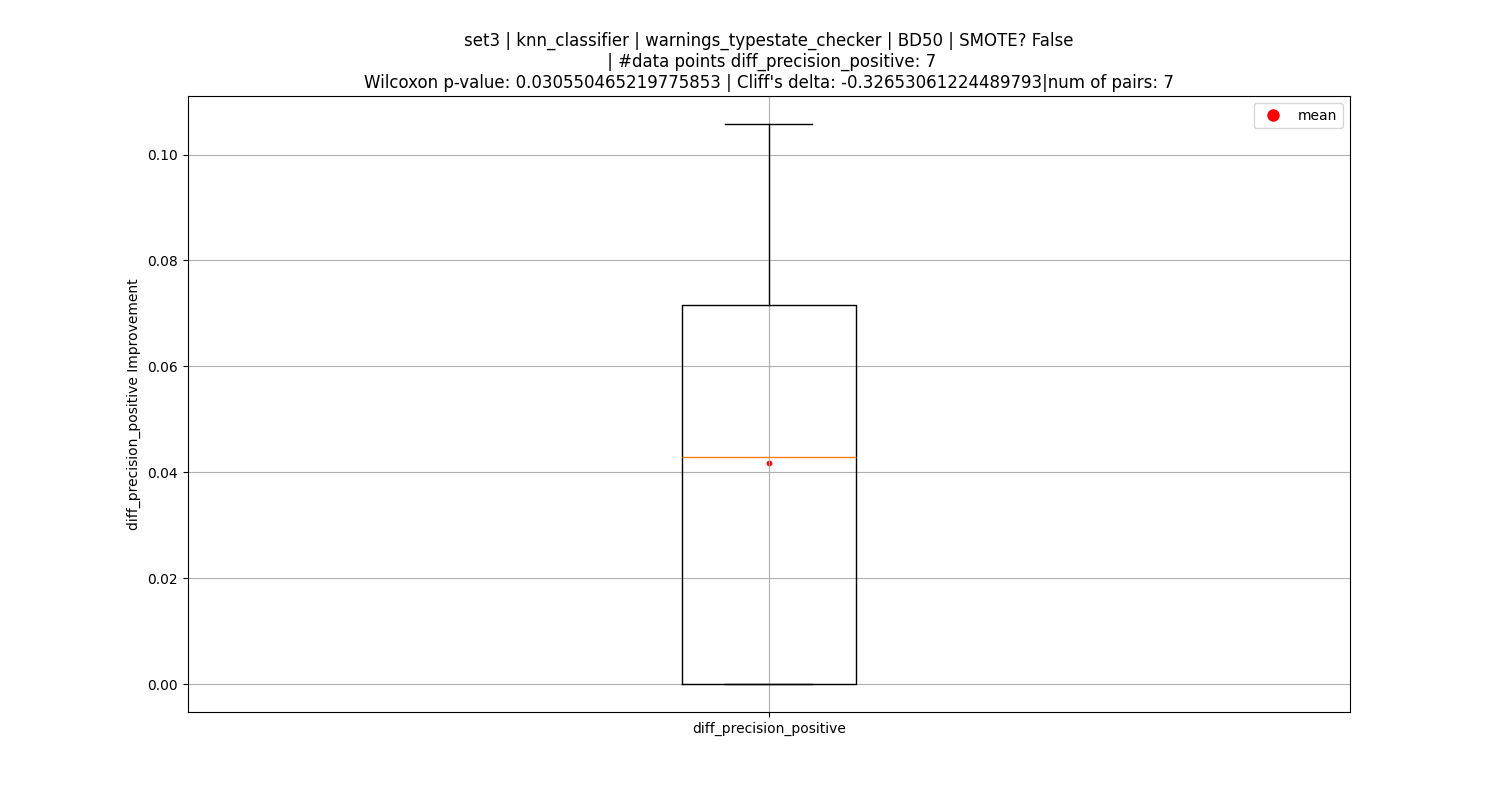 set3 | knn_classifier | warnings_typestate_checker | BD50 | SMOTE? False
| #data points diff_precision_positive: 7
Wilcoxon p-value: 0.030550465219775853 | Cliff's delta: -0.32653061224489793|num of pairs: 7
mean
0.10
0.08
0.06
0.04
0.02
0.00
diff_precision_positive Improvement
diff_precision_positive